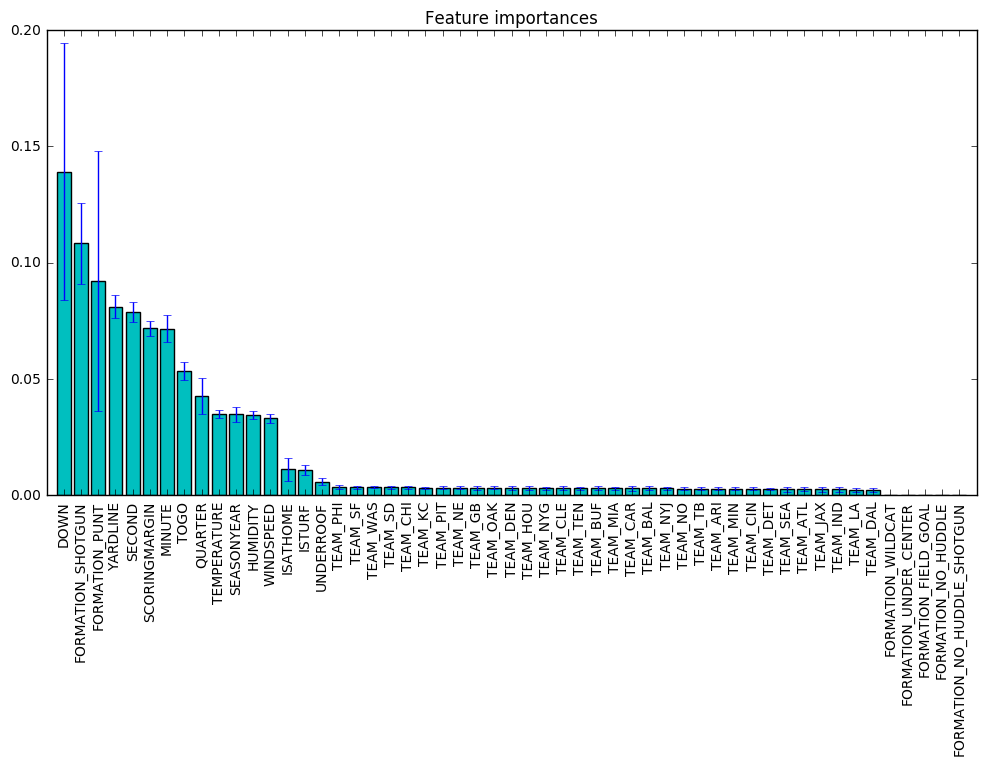 Feature importances
0.20
0.15
0.10
0.05
0.00
DOWN
FORMATION_SHOTGUN
FORMATION_PUNT
YARDLINE
SECOND
SCORINGMARGIN
MINUTE
TOGO
QUARTER
TEMPERATURE
SEASONYEAR
HUMIDITY
WINDSPEED
ISATHOME
ISTURF
UNDERROOF
TEAM_PHI
TEAM_SF
TEAM_WAS
TEAM_SD
TEAM_CHI
TEAM_KC
TEAM_PIT
TEAM_NE
TEAM_GB
TEAM_OAK
TEAM_DEN
TEAM_HOU
TEAM_NYG
TEAM_CLE
TEAM_TEN
TEAM_BUF
TEAM_MIA
TEAM_CAR
TEAM_BAL
TEAM_NYJ
TEAM_NO
TEAM_TB
TEAM_ARI
TEAM_MIN
TEAM_CIN
TEAM_DET
TEAM_SEA
TEAM_ATL
TEAM_JAX
TEAM_IND
TEAM_LA
TEAM_DAL
FORMATION_WILDCAT
FORMATION_UNDER_CENTER
FORMATION_FIELD_GOAL
FORMATION_NO_HUDDLE
FORMATION_NO_HUDDLE_SHOTGUN